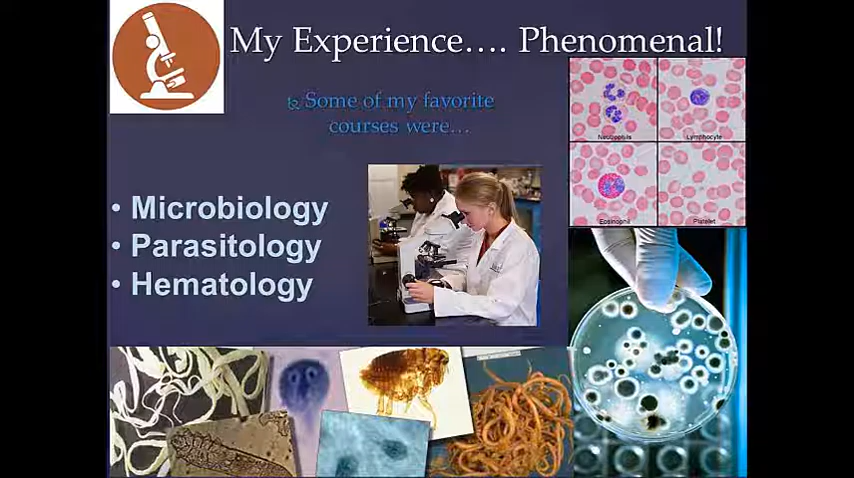 My Experience…. Phenomenal!
Some of my favorite
courses were…
• Microbiology
• Parasitology
• Hematology
Neutrophils
Lymphocyte
Eosinophil
Platelet